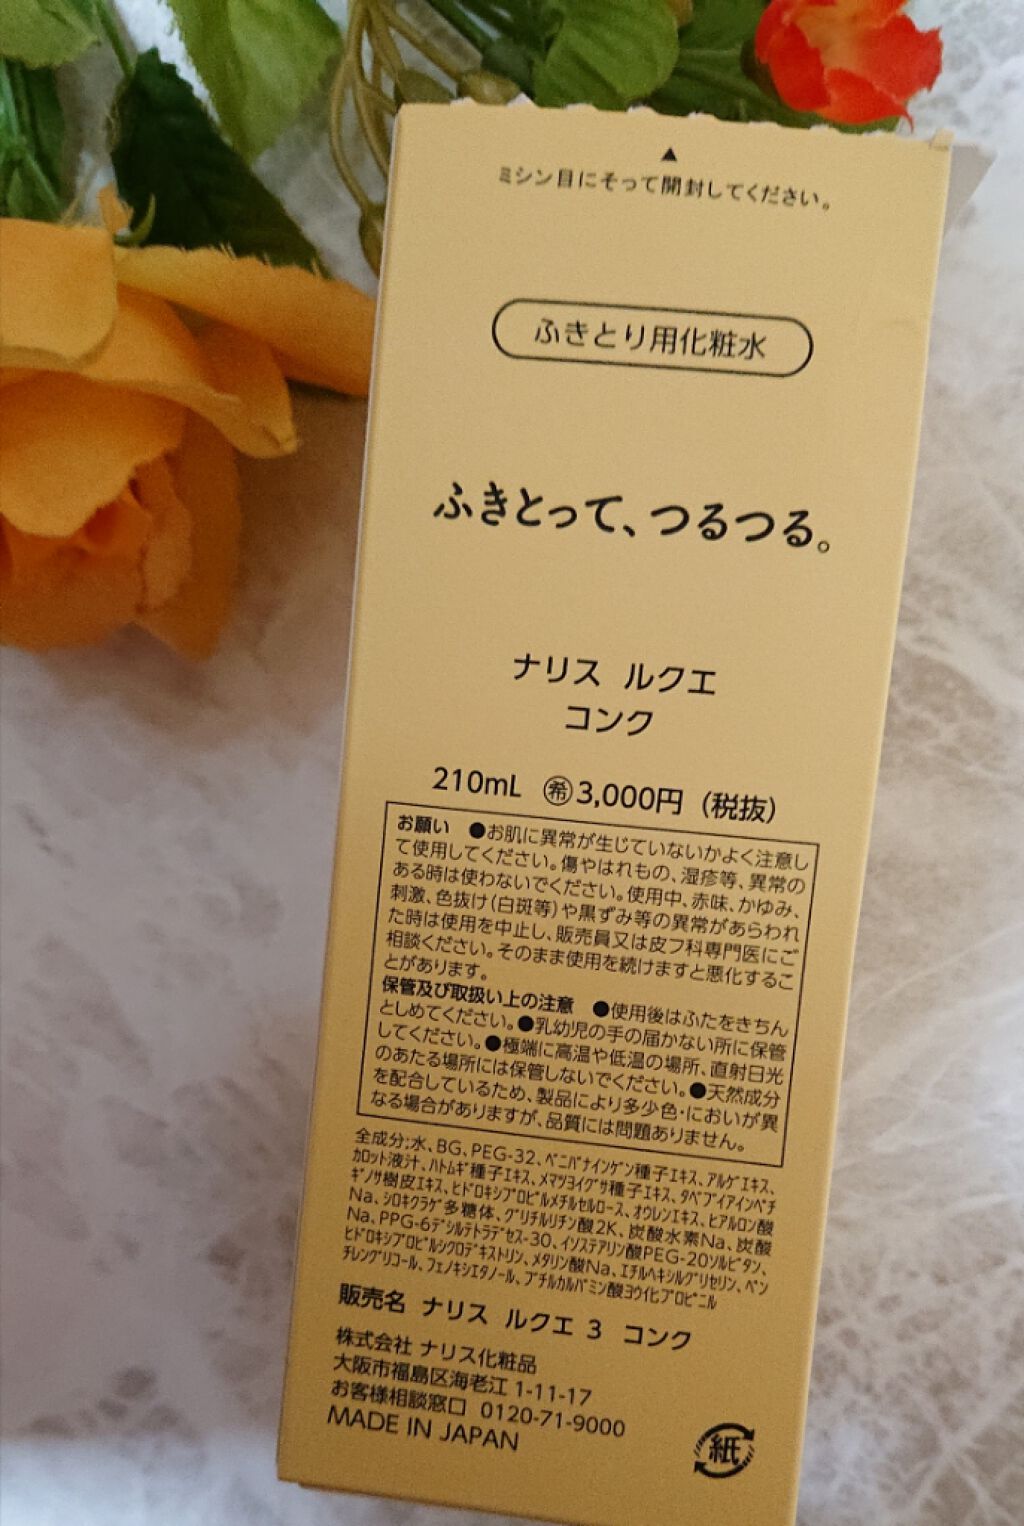 ▲
ミシン目にそって開封してください。
ふきとり用化粧水
ふきとって、つるつる。
ナリス ルクエ
コンク
210mL ㊝3,000円 (税抜)
お願い ●お肌に異常が生じていないかよく注意し
て使用してください。傷やはれもの、湿疹等、異常の
ある時は使わないでください。使用中、赤味、かゆみ、
刺激、色抜け(白斑等)や黒ずみ等の異常があらわれ
た時は使用を中止し、販売員又は皮フ科専門医にご
相談ください。そのまま使用を続けますと悪化するこ
とがあります。
保管及び取扱い上の注意 ●使用後はふたをきちん
としめてください。●乳幼児の手の届かない所に保管
してください。●極端に高温や低温の場所、直射日光
のあたる場所には保管しないでください。●天然成分
を配合しているため、製品により多少色・においが異
なる場合がありますが、品質には問題ありません。
全成分;水、BG、PEG-32、ベニバナインゲン種子エキス、アルゲエキス、
カロット液汁、ハトムギ種子エキス、メマツヨイグサ種子エキス、タベブイアインペチ
ギノサ樹皮エキス、ヒドロキシプロピルメチルセルロース、オウレンエキス、ヒアルロン酸
Na、シロキクラゲ多糖体、グリチルリチン酸2K、炭酸水素Na、炭酸
Na、PPG-6デシルテトラデセス-30、イソステアリン酸PEG-20ソルビタン、
ヒドロキシプロピルシクロデキストリン、メタリン酸Na、エチルヘキシルグリセリン、ペン
チレングリコール、フェノキシエタノール、ブチルカルバミン酸ヨウ化プロピニル
販売名 ナリス ルクエ 3 コンク
株式会社 ナリス化粧品
大阪市福島区海老江 1-11-17
お客様相談窓口 0120-71-9000
MADE IN JAPAN
紙